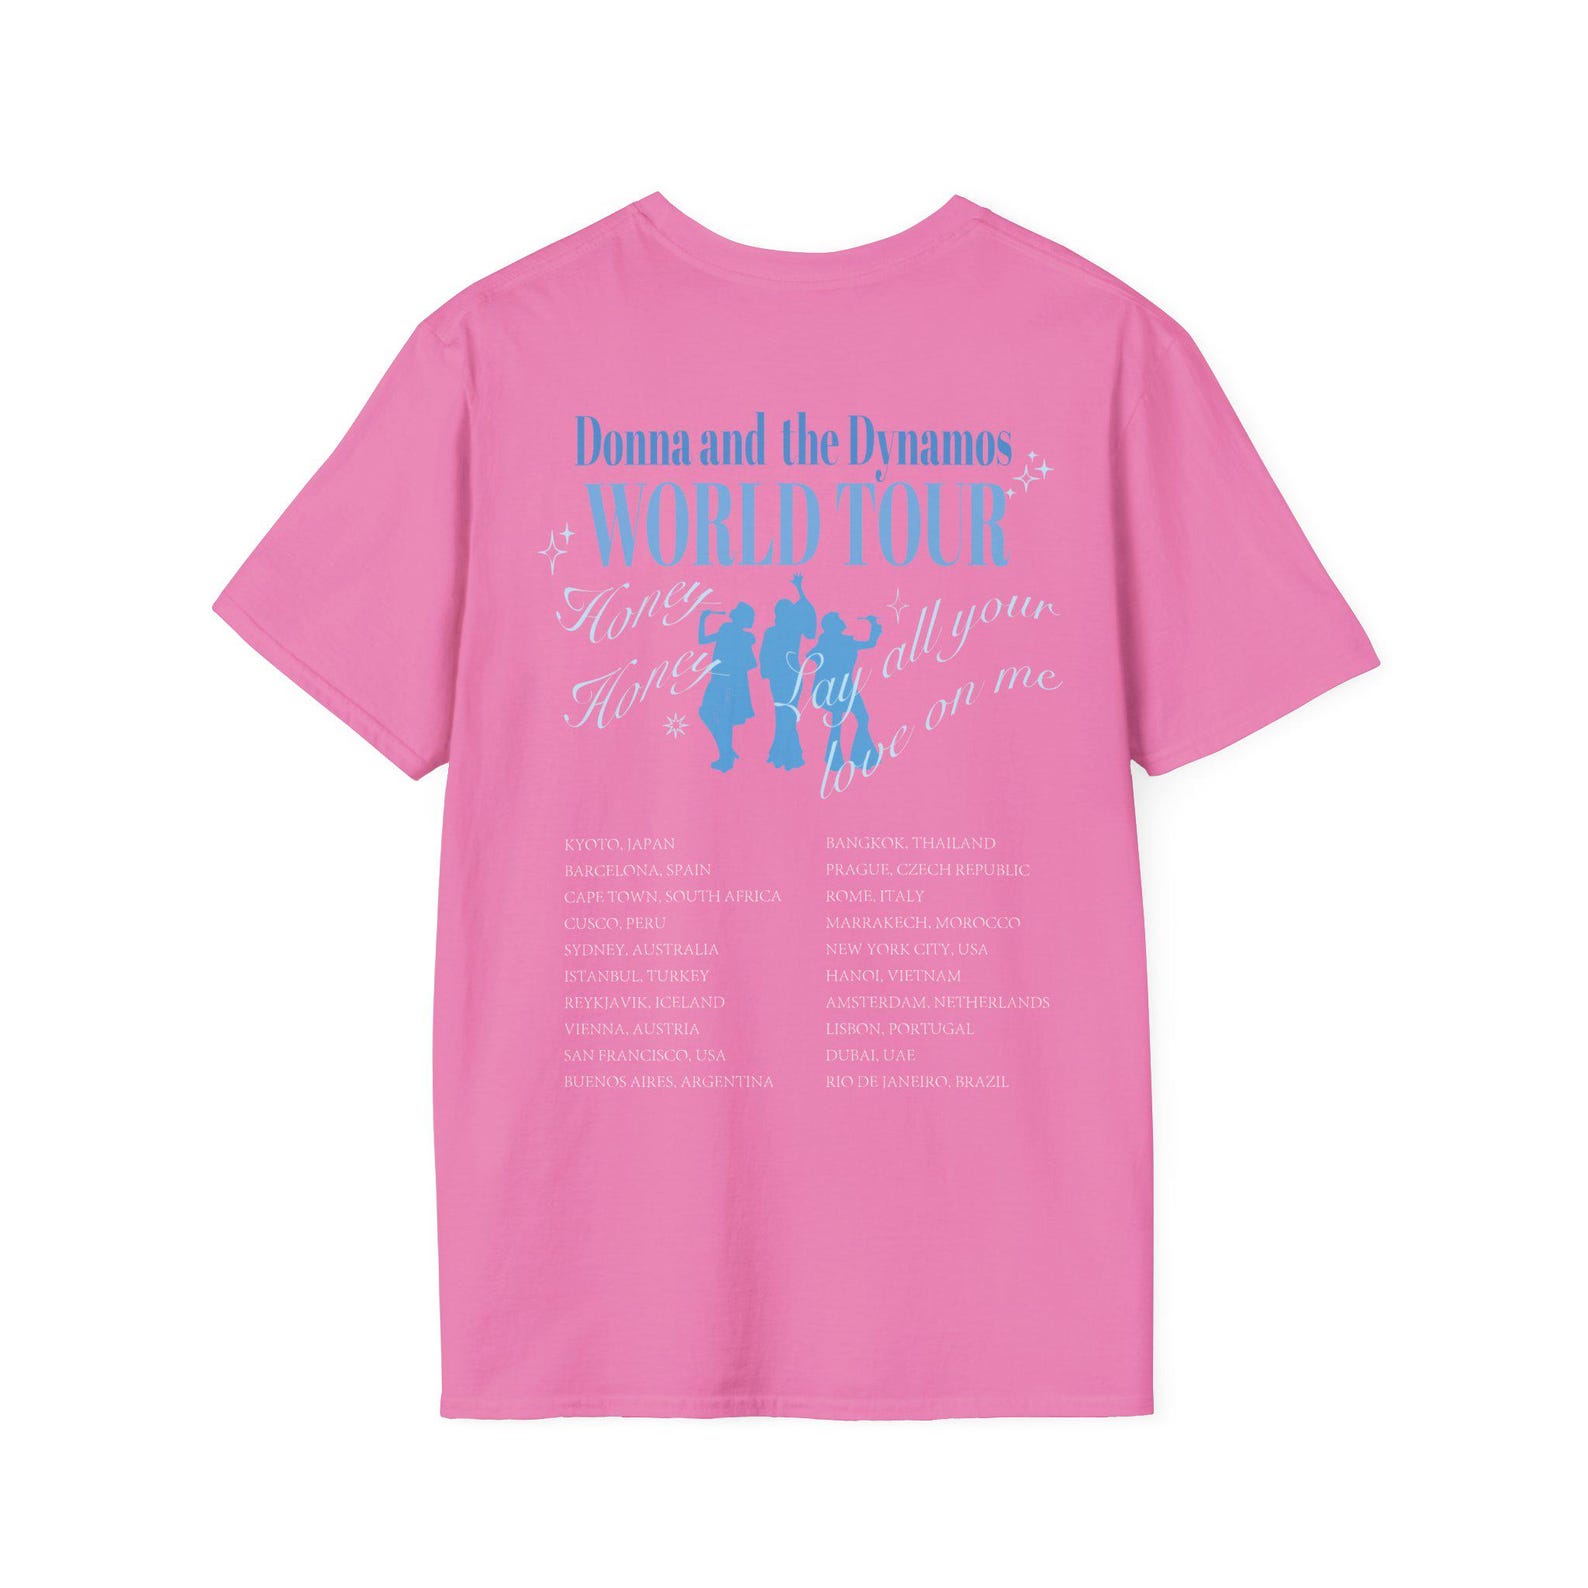 Donna and the Dynamos
WORLD TOUR
Honey
Honey
Lay all your
love on me
KYOTO, JAPAN
BARCELONA, SPAIN
CAPE TOWN, SOUTH AFRICA
CUSCO, PERU
SYDNEY, AUSTRALIA
ISTANBUL, TURKEY
REYKJAVIK, ICELAND
VIENNA, AUSTRIA
SAN FRANCISCO, USA
BUENOS AIRES, ARGENTINA
BANGKOK, THAILAND
PRAGUE, CZECH REPUBLIC
ROME, ITALY
MARRAKECH, MOROCCO
NEW YORK CITY, USA
HANOI, VIETNAM
AMSTERDAM, NETHERLANDS
LISBON, PORTUGAL
DUBAI, UAE
RIO DE JANEIRO, BRAZIL